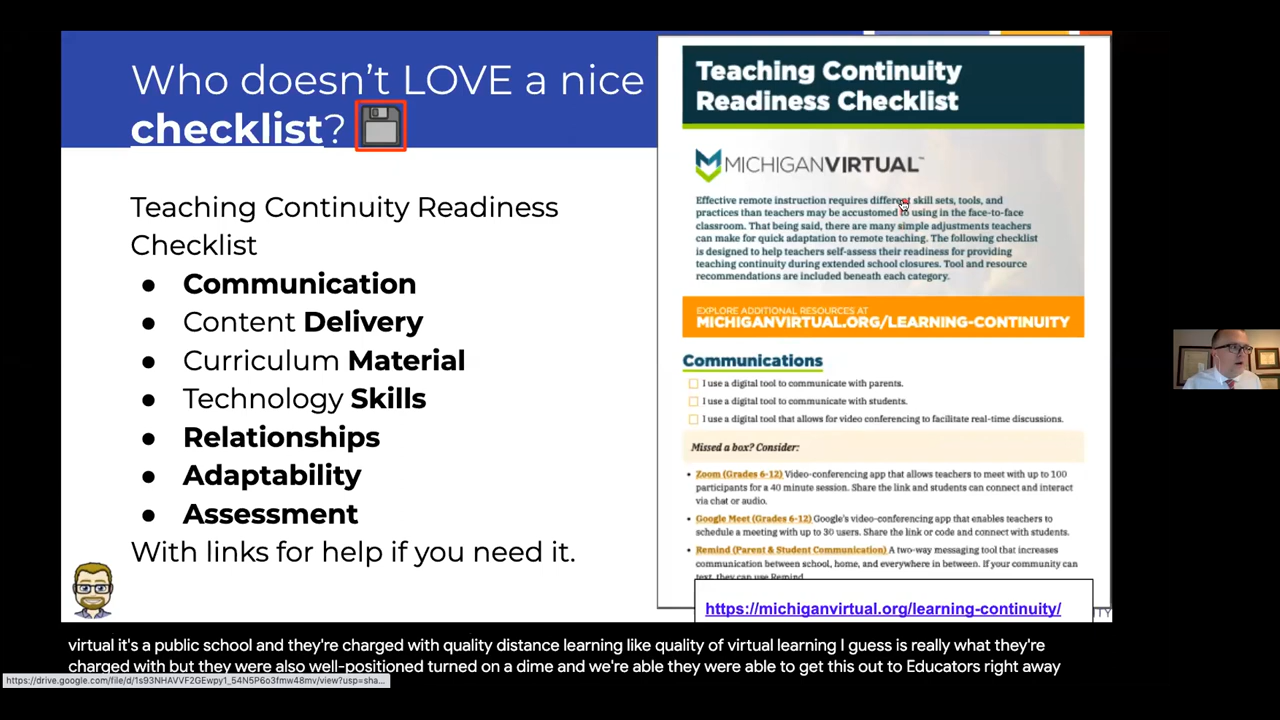 Who doesn’t LOVE a nice
checklist?
Teaching Continuity Readiness
Checklist
● Communication
● Content Delivery
● Curriculum Material
● Technology Skills
● Relationships
● Adaptability
● Assessment
With links for help if you need it.
Teaching Continuity
Readiness Checklist
MICHIGANVIRTUAL™
Effective remote instruction requires different skill sets, tools, and
practices than teachers may be accustomed to using in the face-to-face
classroom. That being said, there are many simple adjustments teachers
can make for quick adaptation to remote teaching. The following checklist
is designed to help teachers self-assess their readiness for providing
teaching continuity during extended school closures. Tool and resource
recommendations are included beneath each category.
EXPLORE ADDITIONAL RESOURCES AT
MICHIGANVIRTUAL.ORG/LEARNING-CONTINUITY
Communications
I use a digital tool to communicate with parents.
I use a digital tool to communicate with students.
I use a digital tool that allows for video conferencing to facilitate real-time discussions.
Missed a box? Consider:
• Zoom (Grades 6-12) Video-conferencing app that allows teachers to meet with up to 100
participants for a 40 minute session. Share the link and students can connect and interact
via chat or audio.
• Google Meet (Grades 6-12) Google's video-conferencing app that enables teachers to
schedule a meeting with up to 30 users. Share the link or code and connect with students.
• Remind (Parent & Student Communication) A two-way messaging tool that increases
communication between school, home, and everywhere in between. If your community can
text, they can use Remind.
https://michiganvirtual.org/learning-continuity/
virtual it's a public school and they're charged with quality distance learning like quality of virtual learning I guess is really what they're
charged with but they were also well-positioned turned on a dime and we're able they were able to get this out to Educators right away
https://drive.google.com/file/d/1s93NHAVVF2GEwpy1_54N5P6o3fmw48mv/view?usp=sha...